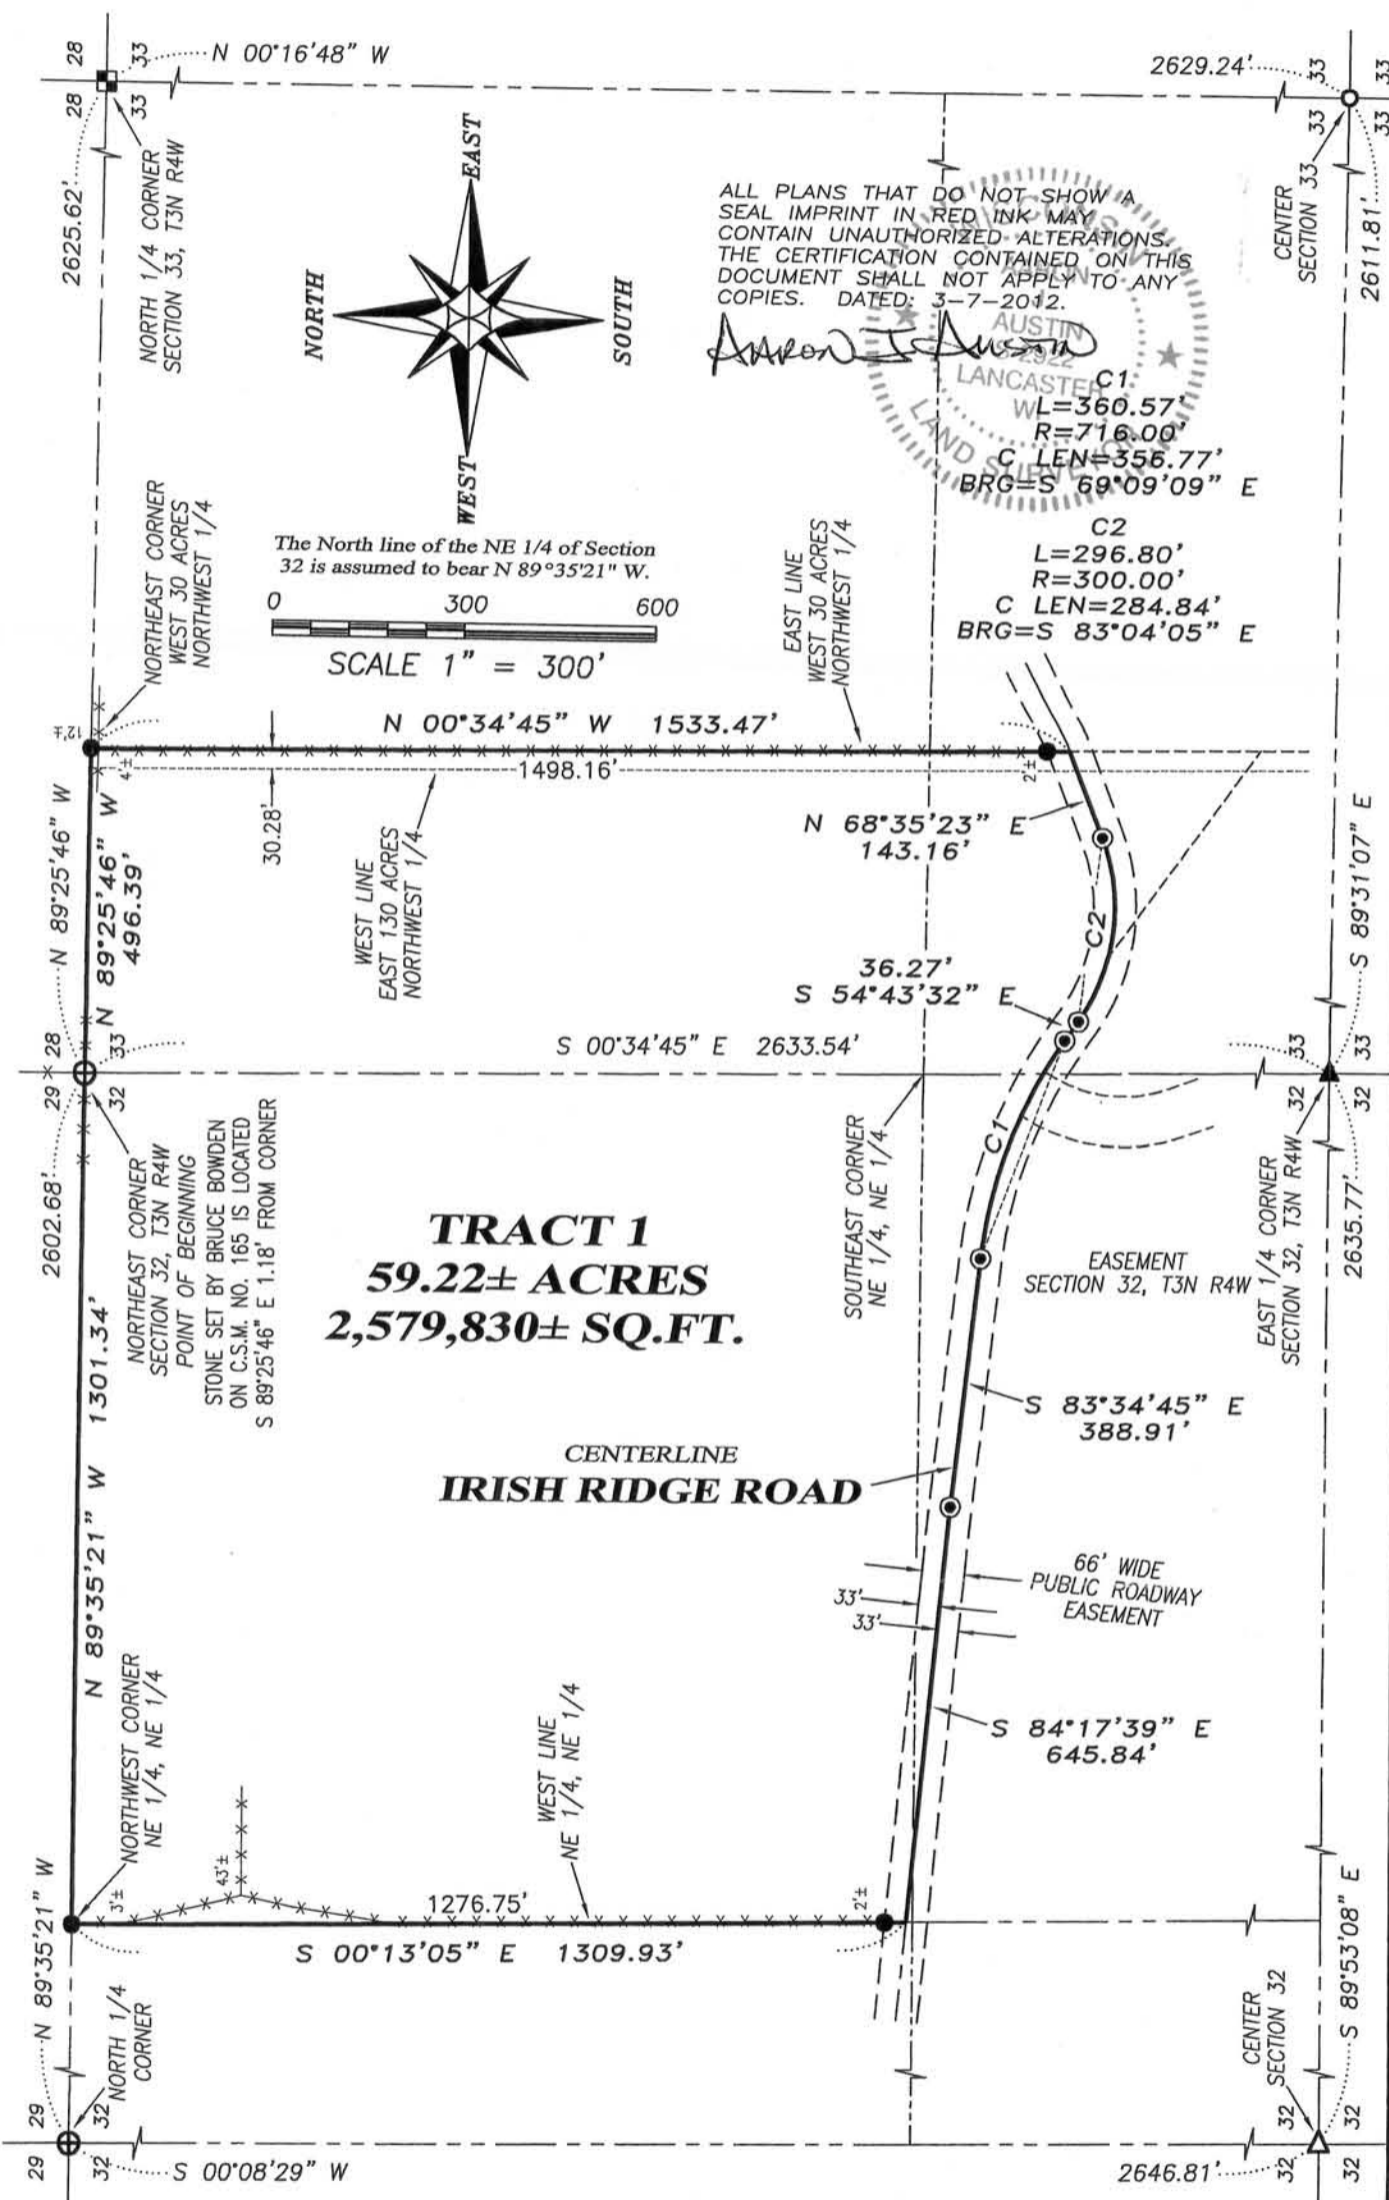 28
33
N 00°16'48" W
28
33
2629.24'
33
33
33
33
2625.62'
NORTH 1/4 CORNER
SECTION 33, T3N R4W
CENTER
SECTION 33
2611.81'
EAST
NORTH
SOUTH
WEST
ALL PLANS THAT DO NOT SHOW A
SEAL IMPRINT IN RED INK MAY
CONTAIN UNAUTHORIZED ALTERATIONS.
THE CERTIFICATION CONTAINED ON THIS
DOCUMENT SHALL NOT APPLY TO ANY
COPIES. DATED: 3-7-2012.
AARON J AUSTIN
WISCONSIN
AARON
J
AUSTIN
S-2922
LANCASTER
WI
LAND SURVEYOR
C1
L=360.57'
R=716.00'
C LEN=356.77'
BRG=S 69°09'09" E
C2
L=296.80'
R=300.00'
C LEN=284.84'
BRG=S 83°04'05" E
The North line of the NE 1/4 of Section
32 is assumed to bear N 89°35'21" W.
0 300 600
SCALE 1" = 300'
NORTHEAST CORNER
WEST 30 ACRES
NORTHWEST 1/4
EAST LINE
WEST 30 ACRES
NORTHWEST 1/4
12'±
N 00°34'45" W 1533.47'
4'±
1498.16'
2'±
30.28'
N 89°25'46" W
N 89°25'46" W
496.39'
WEST LINE
EAST 130 ACRES
NORTHWEST 1/4
N 68°35'23" E
143.16'
C2
36.27'
S 54°43'32" E
S 89°31'07" E
28
33
29
32
S 00°34'45" E 2633.54'
33
33
32
32
2602.68'
NORTHEAST CORNER
SECTION 32, T3N R4W
POINT OF BEGINNING
STONE SET BY BRUCE BOWDEN
ON C.S.M. NO. 165 IS LOCATED
S 89°25'46" E 1.18' FROM CORNER
C1
SOUTHEAST CORNER
NE 1/4, NE 1/4
EAST 1/4 CORNER
SECTION 32, T3N R4W
2635.77'
TRACT 1
59.22± ACRES
2,579,830± SQ.FT.
EASEMENT
SECTION 32, T3N R4W
N 89°35'21" W 1301.34'
S 83°34'45" E
388.91'
CENTERLINE
IRISH RIDGE ROAD
66' WIDE
PUBLIC ROADWAY
EASEMENT
33'
33'
NORTHWEST CORNER
NE 1/4, NE 1/4
WEST LINE
NE 1/4, NE 1/4
S 84°17'39" E
645.84'
3'±
43'±
1276.75'
2'±
S 00°13'05" E 1309.93'
N 89°35'21" W
NORTH 1/4
CORNER
CENTER
SECTION 32
S 89°53'08" E
29
32
29
32
S 00°08'29" W
2646.81'
32
32
32
32